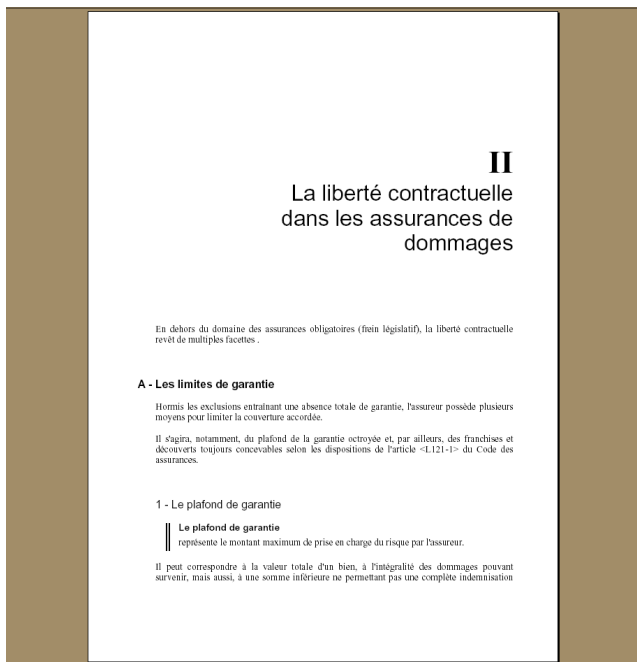 II
La liberté contractuelle
dans les assurances de
dommages
En dehors du domaine des assurances obligatoires (frein législatif), la liberté contractuelle
revêt de multiples facettes .
A - Les limites de garantie
Hormis les exclusions entraînant une absence totale de garantie, l'assureur possède plusieurs
moyens pour limiter la couverture accordée.
Il s'agira, notamment, du plafond de la garantie octroyée et, par ailleurs, des franchises et
découverts toujours concevables selon les dispositions de l'article <L121-1> du Code des
assurances.
1 - Le plafond de garantie
Le plafond de garantie
représente le montant maximum de prise en charge du risque par l'assureur.
Il peut correspondre à la valeur totale d'un bien, à l'intégralité des dommages pouvant
survenir, mais aussi, à une somme inférieure ne permettant pas une complète indemnisation